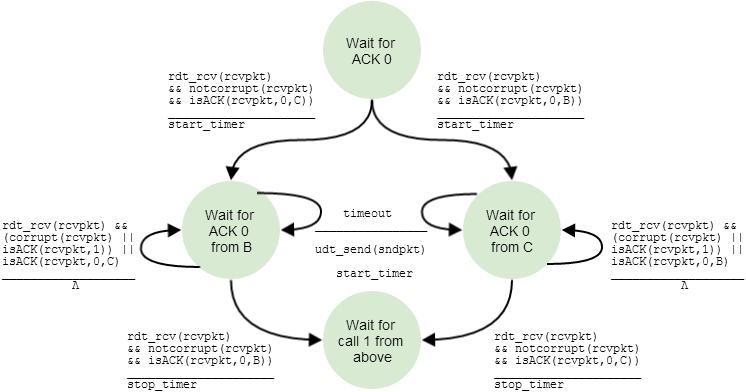 Wait for
ACK 0
rdt_rcv(rcvpkt)
&& notcorrupt(rcvpkt)
&& isACK(rcvpkt,0,C))
start_timer
rdt_rcv(rcvpkt)
&& notcorrupt(rcvpkt)
&& isACK(rcvpkt,0,B))
start_timer
rdt_rcv(rcvpkt) &&
(corrupt(rcvpkt) ||
isACK(rcvpkt,1)) ||
isACK(rcvpkt,0,C)
Λ
Wait for
ACK 0
from B
timeout
udt_send(sndpkt)
start_timer
Wait for
ACK 0
from C
rdt_rcv(rcvpkt) &&
(corrupt(rcvpkt) ||
isACK(rcvpkt,1)) ||
isACK(rcvpkt,0,B)
Λ
rdt_rcv(rcvpkt)
&& notcorrupt(rcvpkt)
&& isACK(rcvpkt,0,B))
stop_timer
Wait for
call 1 from
above
rdt_rcv(rcvpkt)
&& notcorrupt(rcvpkt)
&& isACK(rcvpkt,0,C))
stop_timer